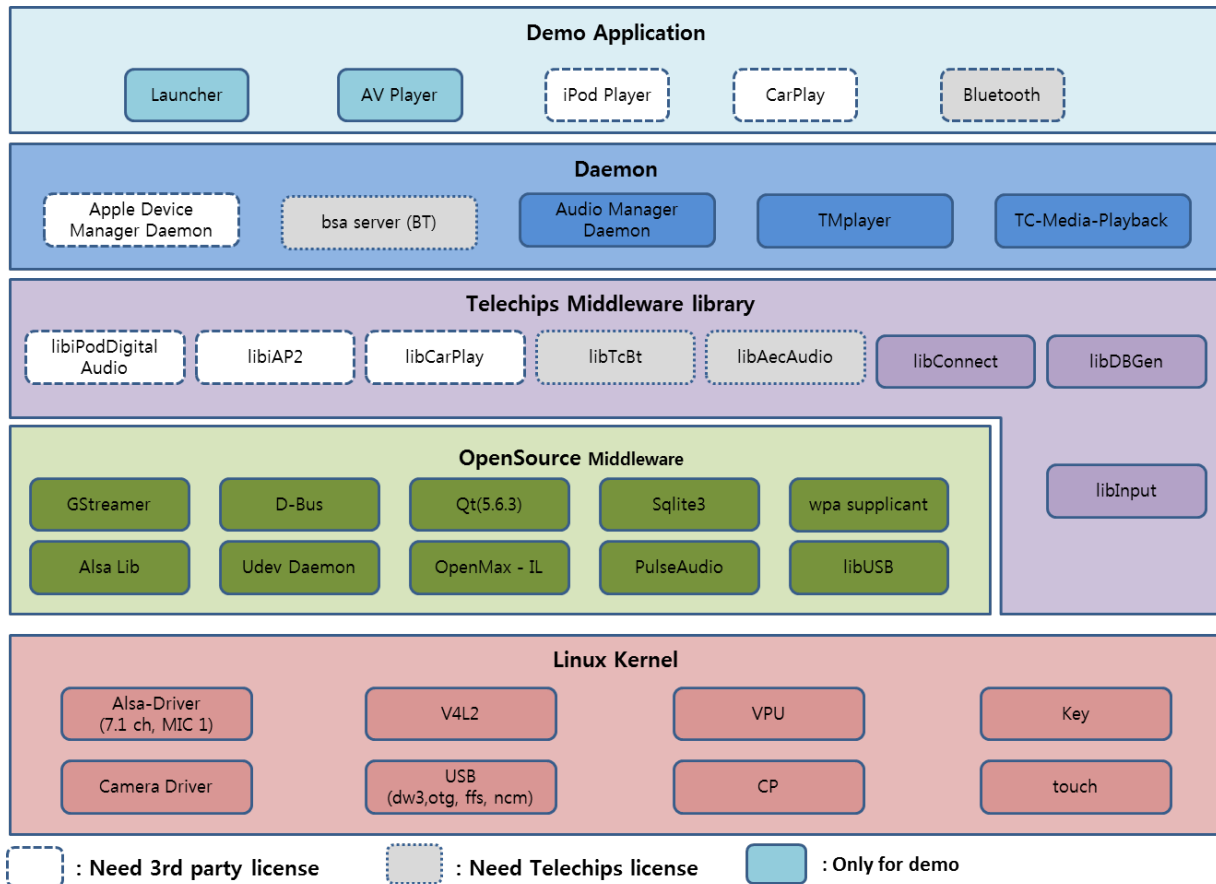 Demo Application
Launcher
AV Player
iPod Player
CarPlay
Bluetooth
Daemon
Apple Device
Manager Daemon
bsa server (BT)
Audio Manager
Daemon
TMplayer
TC-Media-Playback
Telechips Middleware library
libiPodDigital
Audio
libiAP2
libCarPlay
libTcBt
libAecAudio
libConnect
libDBGen
libInput
OpenSource Middleware
GStreamer
D-Bus
Qt(5.6.3)
Sqlite3
wpa supplicant
Alsa Lib
Udev Daemon
OpenMax - IL
PulseAudio
libUSB
Linux Kernel
Alsa-Driver
(7.1 ch, MIC 1)
V4L2
VPU
Key
Camera Driver
USB
(dw3,otg, ffs, ncm)
CP
touch
: Need 3rd party license
: Need Telechips license
: Only for demo